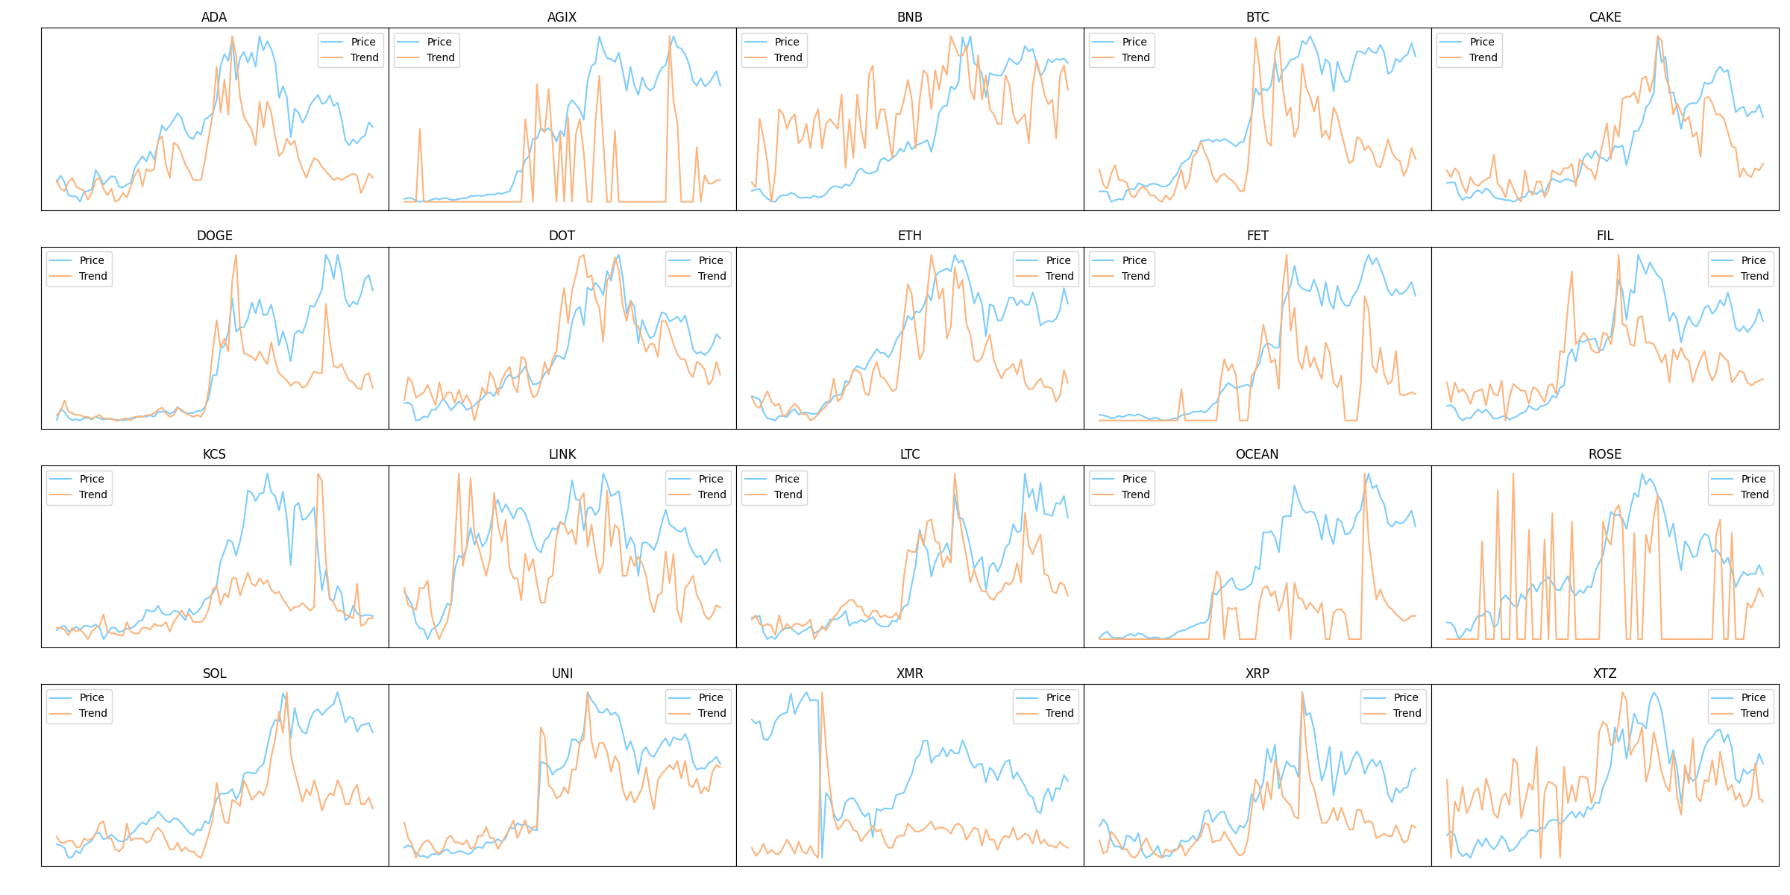 ADA
AGIX
BNB
BTC
CAKE
Price
Trend
Price
Trend
Price
Trend
Price
Trend
Price
Trend
DOGE
DOT
ETH
FET
FIL
Price
Trend
Price
Trend
Price
Trend
Price
Trend
Price
Trend
KCS
LINK
LTC
OCEAN
ROSE
Price
Trend
Price
Trend
Price
Trend
Price
Trend
Price
Trend
SOL
UNI
XMR
XRP
XTZ
Price
Trend
Price
Trend
Price
Trend
Price
Trend
Price
Trend